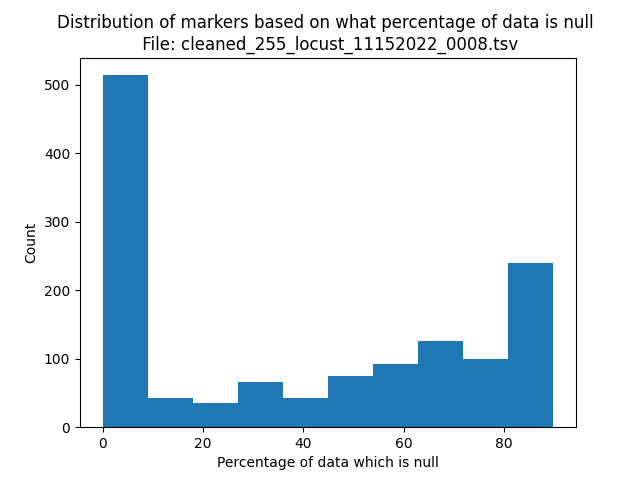 Distribution of markers based on what percentage of data is null
File: cleaned_255_locust_11152022_0008.tsv
500
400
300
200
100
0
Count
0 20 40 60 80
Percentage of data which is null